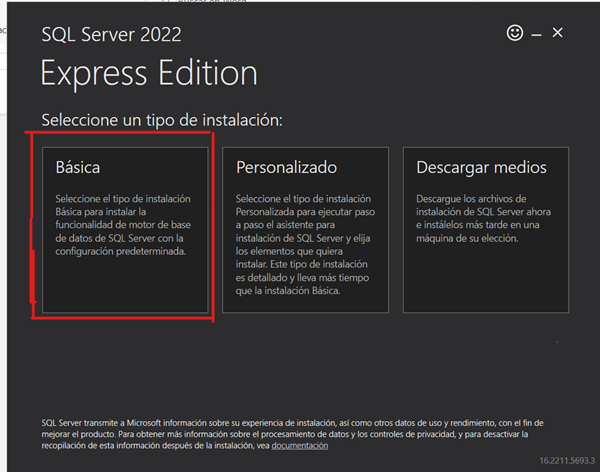 SQL Server 2022
Express Edition
Seleccione un tipo de instalación:
Básica
Seleccione el tipo de instalación
Básica para instalar la
funcionalidad de motor de base
de datos de SQL Server con la
configuración predeterminada.
Personalizado
Seleccione el tipo de instalación
Personalizada para ejecutar paso
a paso el asistente para
instalación de SQL Server y elija
los elementos que quiera
instalar. Este tipo de instalación
es detallado y lleva más tiempo
que la instalación Básica.
Descargar medios
Descargue los archivos de
instalación de SQL Server ahora
e instálelos más tarde en una
máquina de su elección.
SQL Server transmite a Microsoft información sobre su experiencia de instalación, así como otros datos de uso y rendimiento, con el fin de
mejorar el producto. Para obtener más información sobre el procesamiento de datos y los controles de privacidad, y para desactivar la
recopilación de esta información después de la instalación, vea documentación
16.2211.5693.3